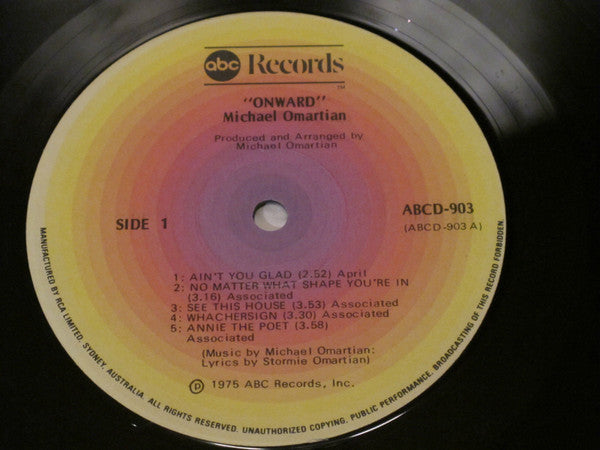 abc Records
TM
"ONWARD"
Michael Omartian
Produced and Arranged by
Michael Omartian
SIDE 1
ABCD-903
(ABCD-903 A)
1: AIN'T YOU GLAD (2.52) April
2: NO MATTER WHAT SHAPE YOU'RE IN
(3.16) Associated
3: SEE THIS HOUSE (3.53) Associated
4: WHACHERSIGN (3.30) Associated
5: ANNIE THE POET (3.58)
Associated
(Music by Michael Omartian:
Lyrics by Stormie Omartian)
℗ 1975 ABC Records, Inc.
MANUFACTURED BY RCA LIMITED, SYDNEY, AUSTRALIA. ALL RIGHTS RESERVED. UNAUTHORIZED COPYING, PUBLIC PERFORMANCE, BROADCASTING OF THIS RECORD FORBIDDEN.